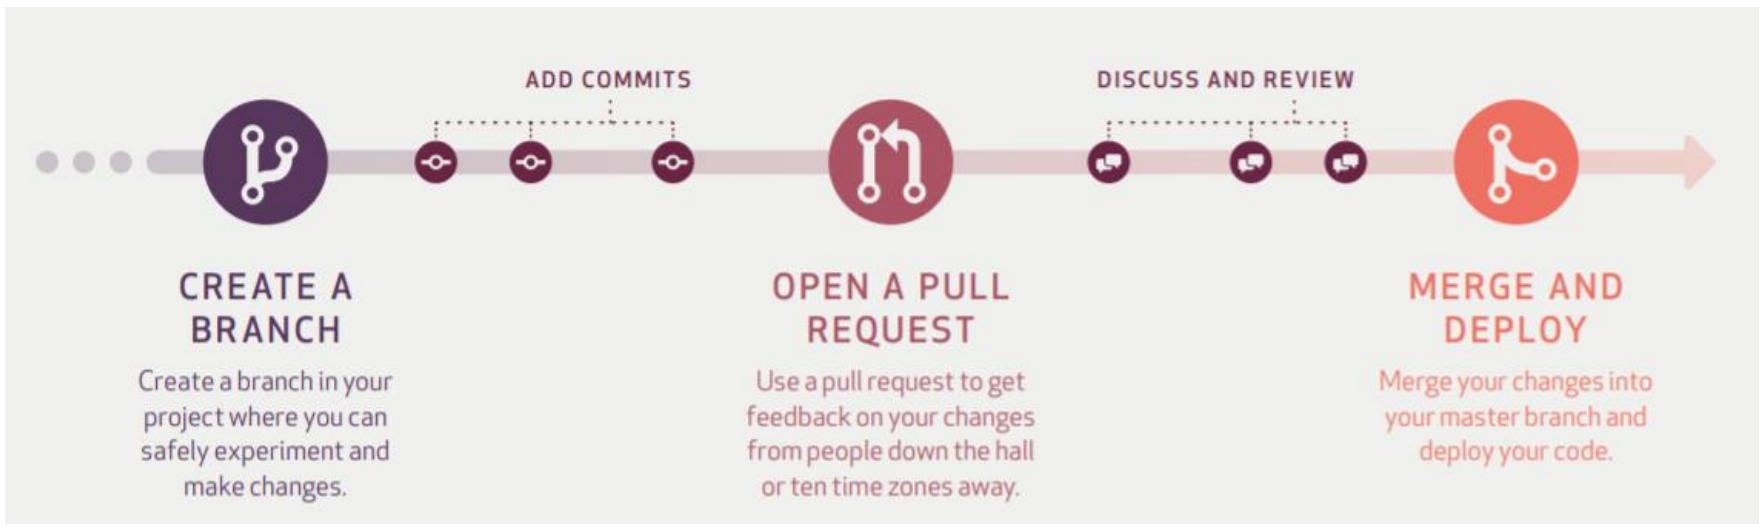 ADD COMMITS
DISCUSS AND REVIEW
CREATE A
BRANCH
Create a branch in your
project where you can
safely experiment and
make changes.
OPEN A PULL
REQUEST
Use a pull request to get
feedback on your changes
from people down the hall
or ten time zones away.
MERGE AND
DEPLOY
Merge your changes into
your master branch and
deploy your code.